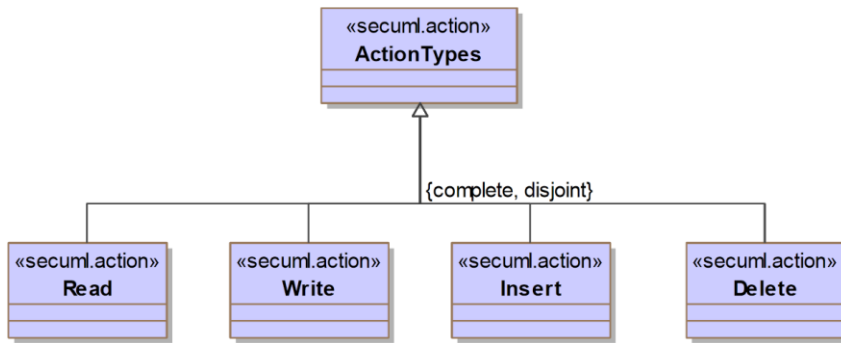 «secuml.action»
ActionTypes
{complete, disjoint}
«secuml.action»
Read
«secuml.action»
Write
«secuml.action»
Insert
«secuml.action»
Delete